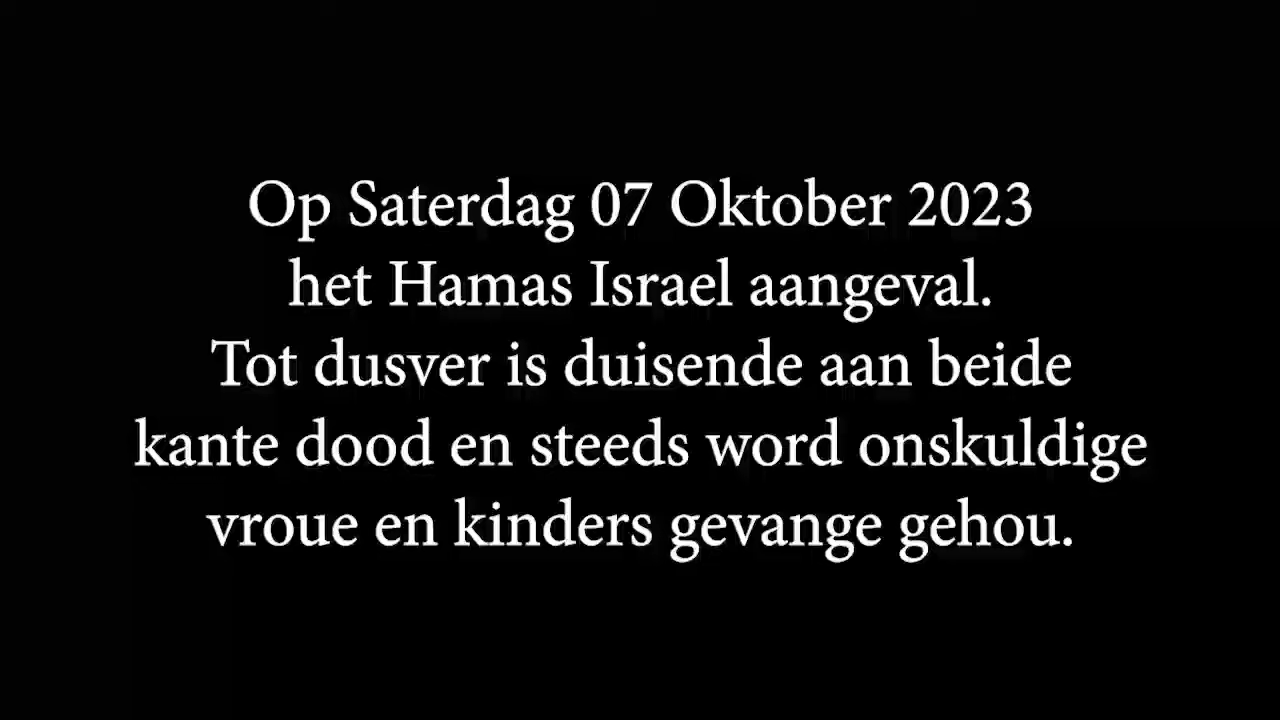 Op Saterdag 07 Oktober 2023
het Hamas Israel aangeval.
Tot dusver is duisende aan beide
kante dood en steeds word onskuldige
vroue en kinders gevange gehou.